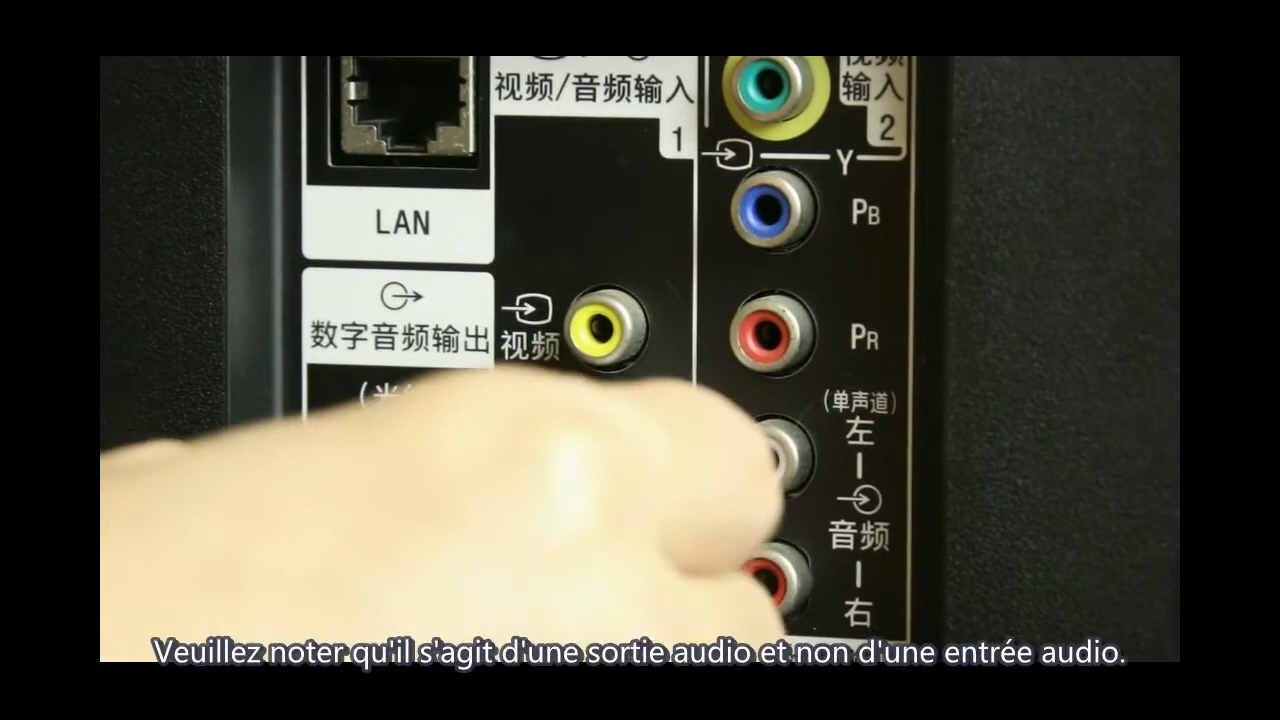 视频/音频输入
1
视频
输入
2
Y
PB
LAN
数字音频输出
视频
PR
(单声道)
左
音频
右
Veuillez noter qu'il s'agit d'une sortie audio et non d'une entrée audio.